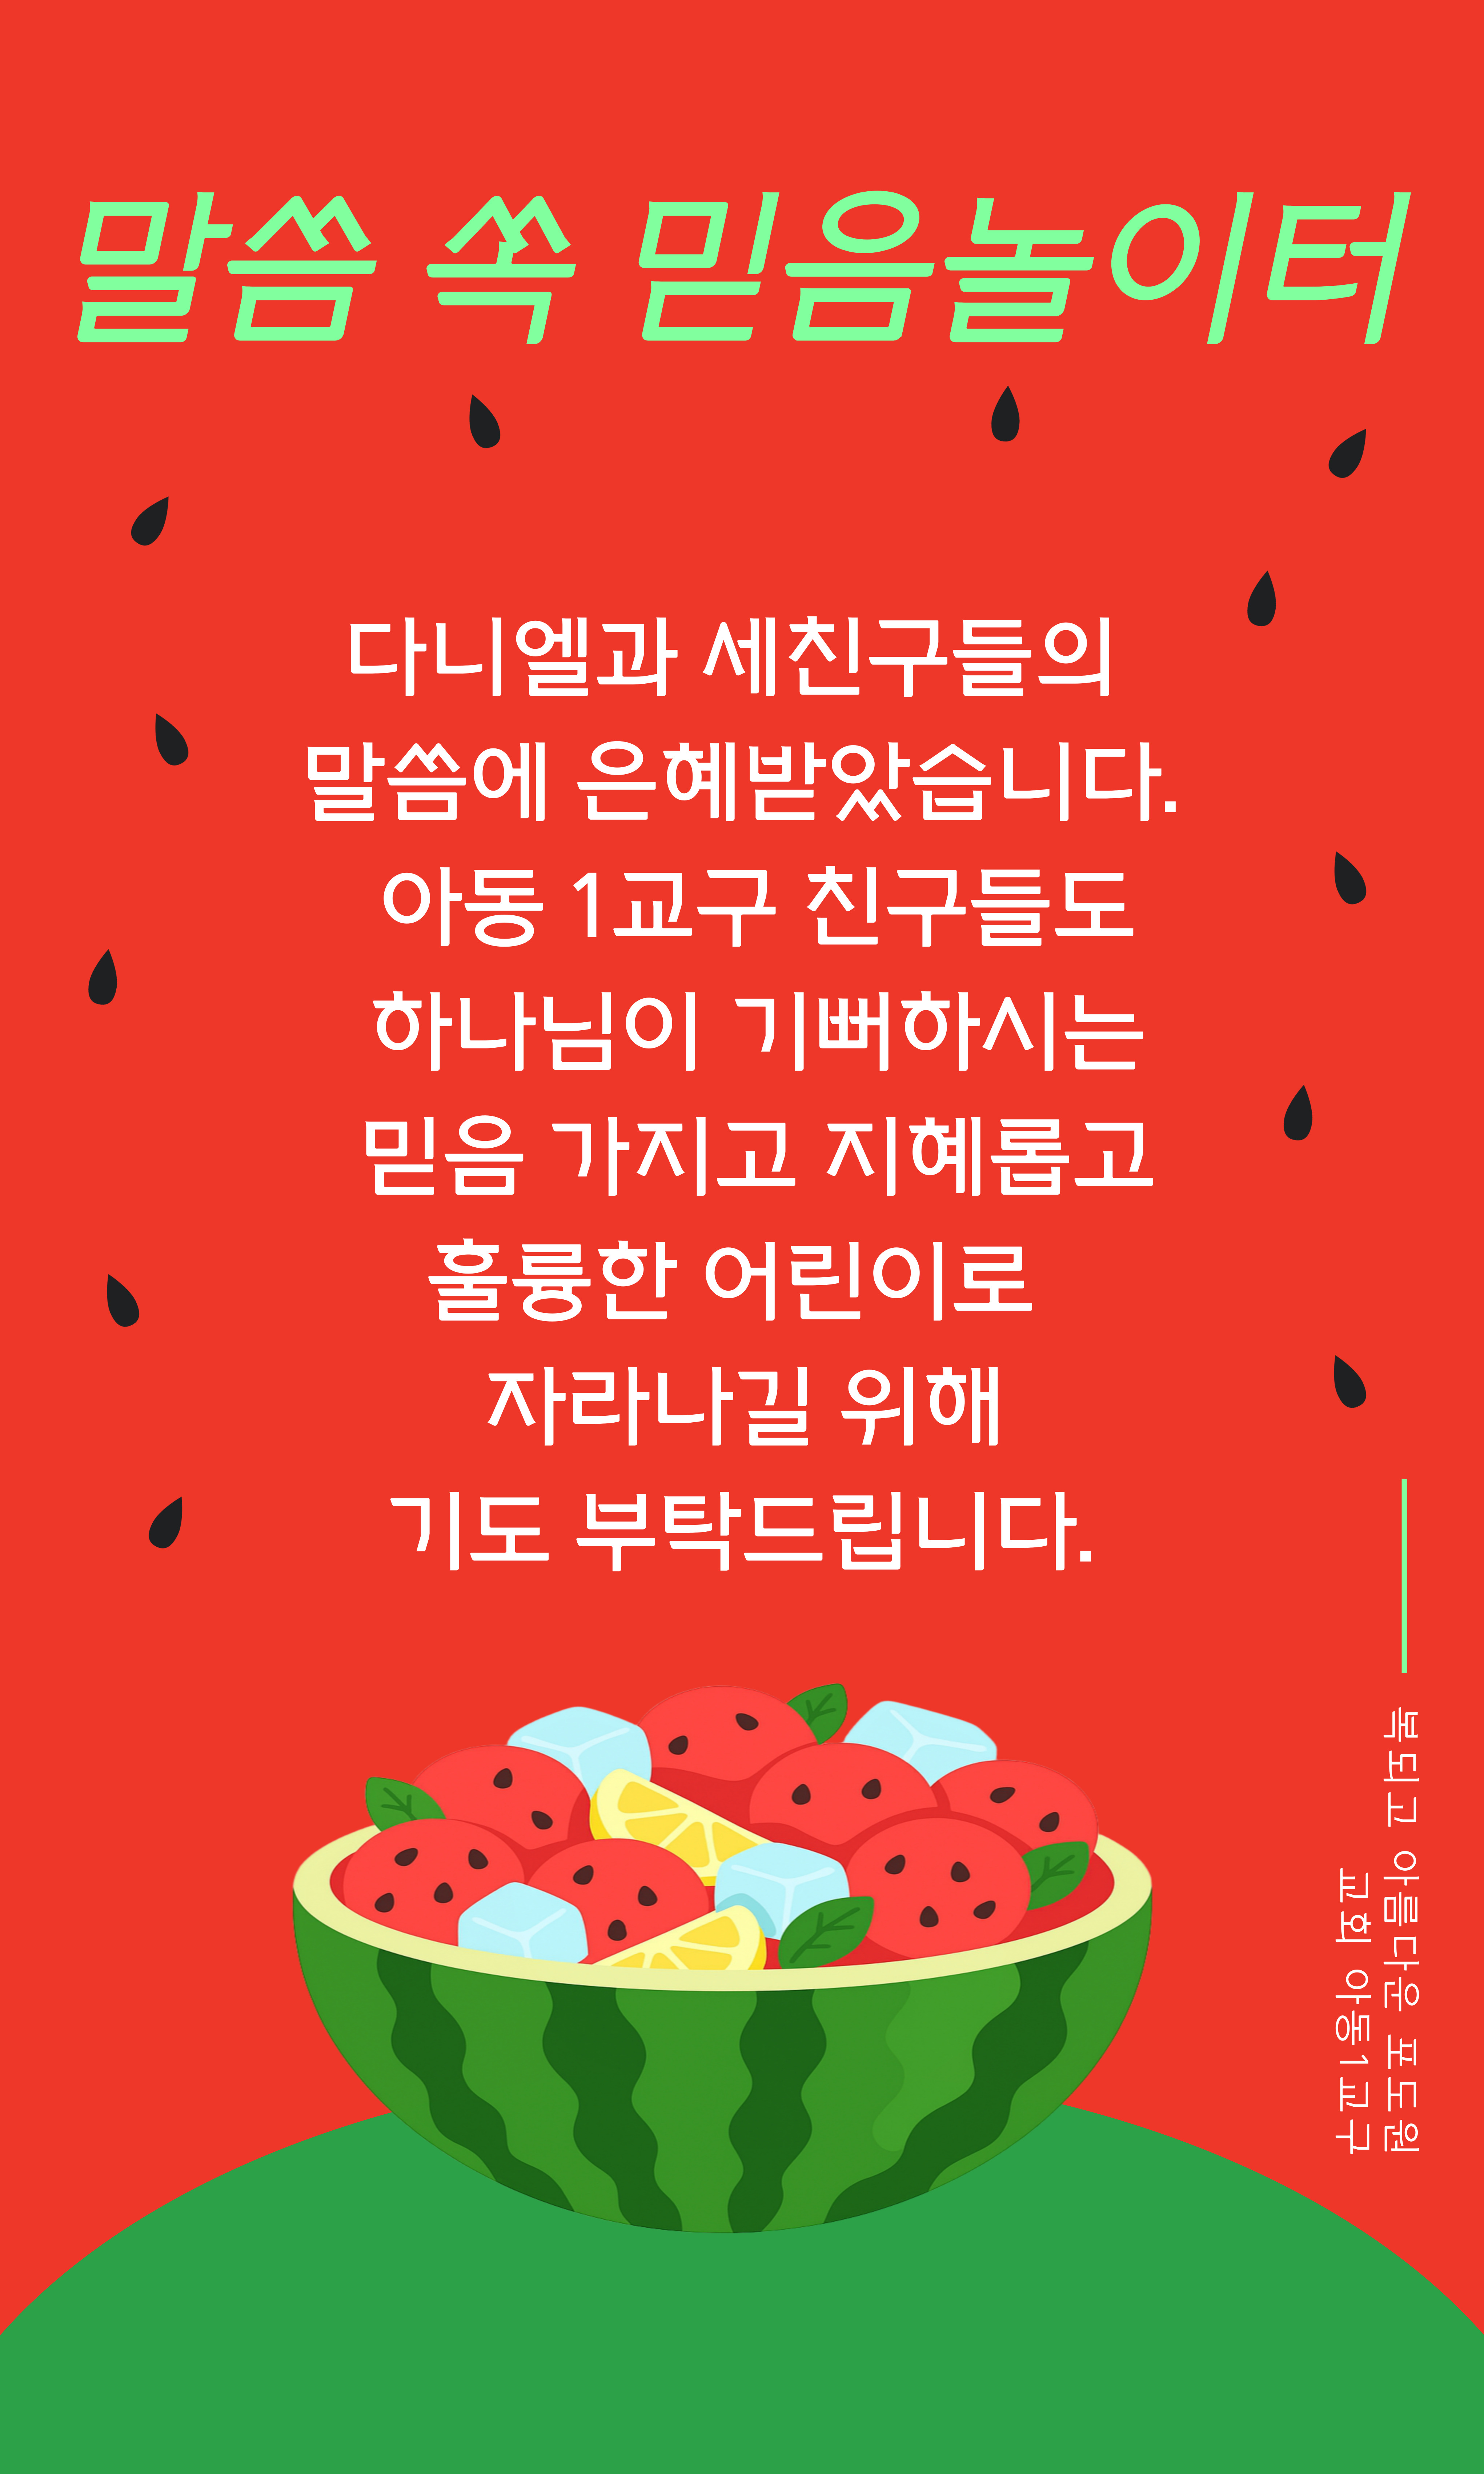 말씀 쏙 믿음놀이터
다니엘과 세친구들의
말씀에 은혜받았습니다.
아동 1교구 친구들도
하나님이 기뻐하시는
믿음 가지고 지혜롭고
훌륭한 어린이로
자라나길 위해
기도 부탁드립니다.
복되고 아름다운 포도원
교회 아동1교구